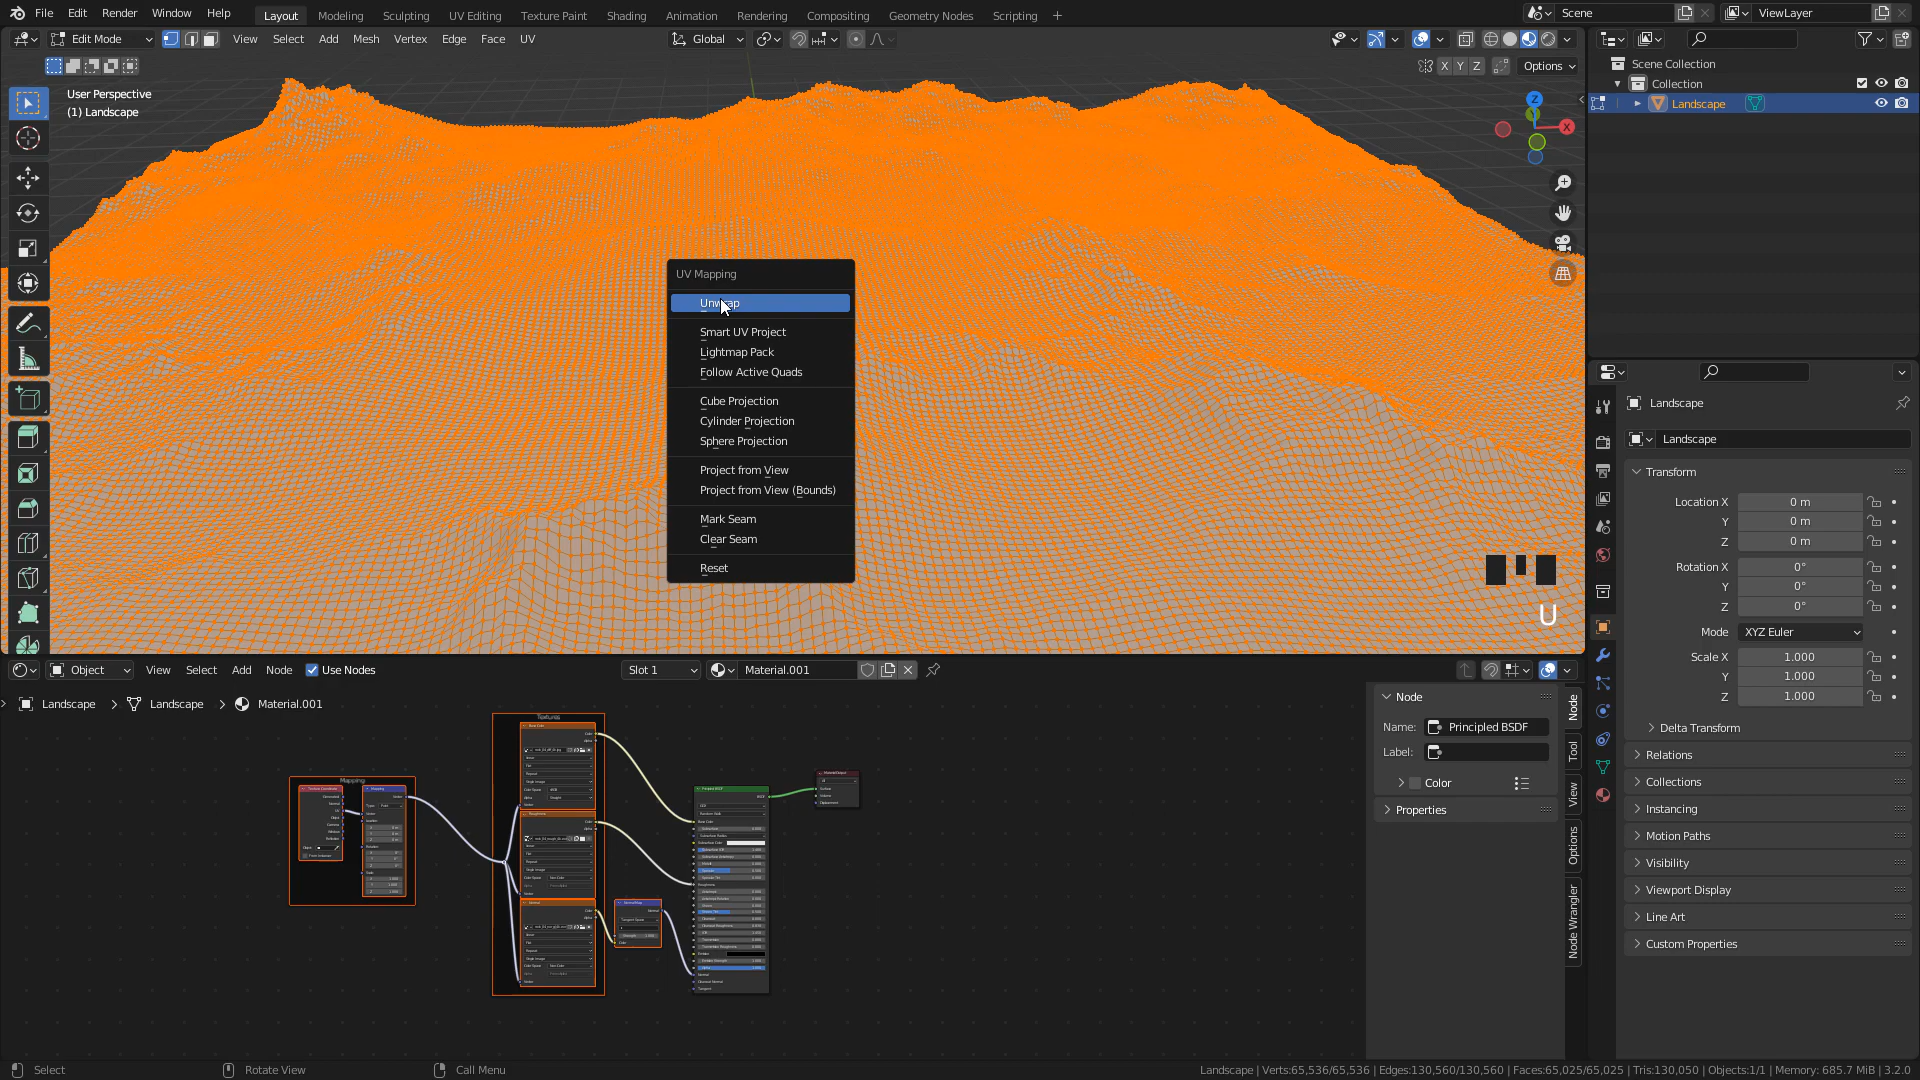 File Edit Render Window Help Layout Modeling Sculpting UV Editing Texture Paint Shading Animation Rendering Compositing Geometry Nodes Scripting + Scene ViewLayer
Edit Mode View Select Add Mesh Vertex Edge Face UV Global
X Y Z Options
User Perspective
(1) Landscape
Scene Collection
Collection
Landscape
Z
X
UV Mapping
Unwrap
Smart UV Project
Lightmap Pack
Follow Active Quads
Cube Projection
Cylinder Projection
Sphere Projection
Project from View
Project from View (Bounds)
Mark Seam
Clear Seam
Reset
U
Landscape
Landscape
Transform
Location X 0 m
Y 0 m
Z 0 m
Rotation X 0°
Y 0°
Z 0°
Mode XYZ Euler
Scale X 1.000
Y 1.000
Z 1.000
Delta Transform
Relations
Collections
Instancing
Motion Paths
Visibility
Viewport Display
Line Art
Custom Properties
Object View Select Add Node Use Nodes Slot 1 Material.001
Landscape > Landscape > Material.001
Textures
Mapping
Node
Name: Principled BSDF
Label:
Color
Properties
Node
Tool
View
Options
Node Wrangler
Select Rotate View Call Menu
Landscape | Verts:65,536/65,536 | Edges:130,560/130,560 | Faces:65,025/65,025 | Tris:130,050 | Objects:1/1 | Memory: 685.7 MiB | 3.2.0